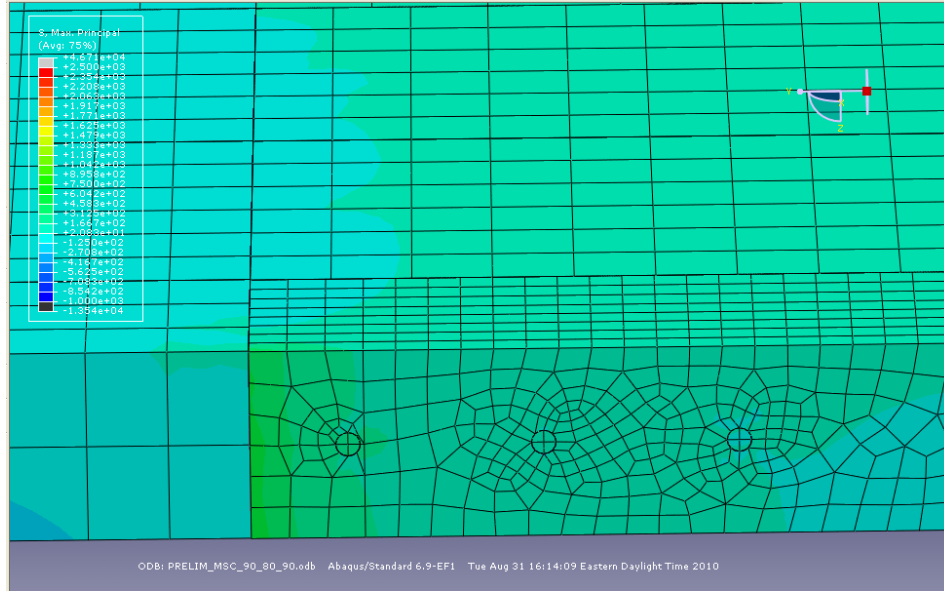 S, Max. Principal
(Avg: 75%)
+4.671e+04
+2.500e+03
+2.354e+03
+2.208e+03
+2.063e+03
+1.917e+03
+1.771e+03
+1.625e+03
+1.479e+03
+1.333e+03
+1.187e+03
+1.042e+03
+8.958e+02
+7.500e+02
+6.042e+02
+4.583e+02
+3.125e+02
+1.667e+02
+2.083e+01
-1.250e+02
-2.708e+02
-4.167e+02
-5.625e+02
-7.083e+02
-8.542e+02
-1.000e+03
-1.354e+04
Y
X
Z
ODB: PRELIM_MSC_90_80_90.odb Abaqus/Standard 6.9-EF1 Tue Aug 31 16:14:09 Eastern Daylight Time 2010